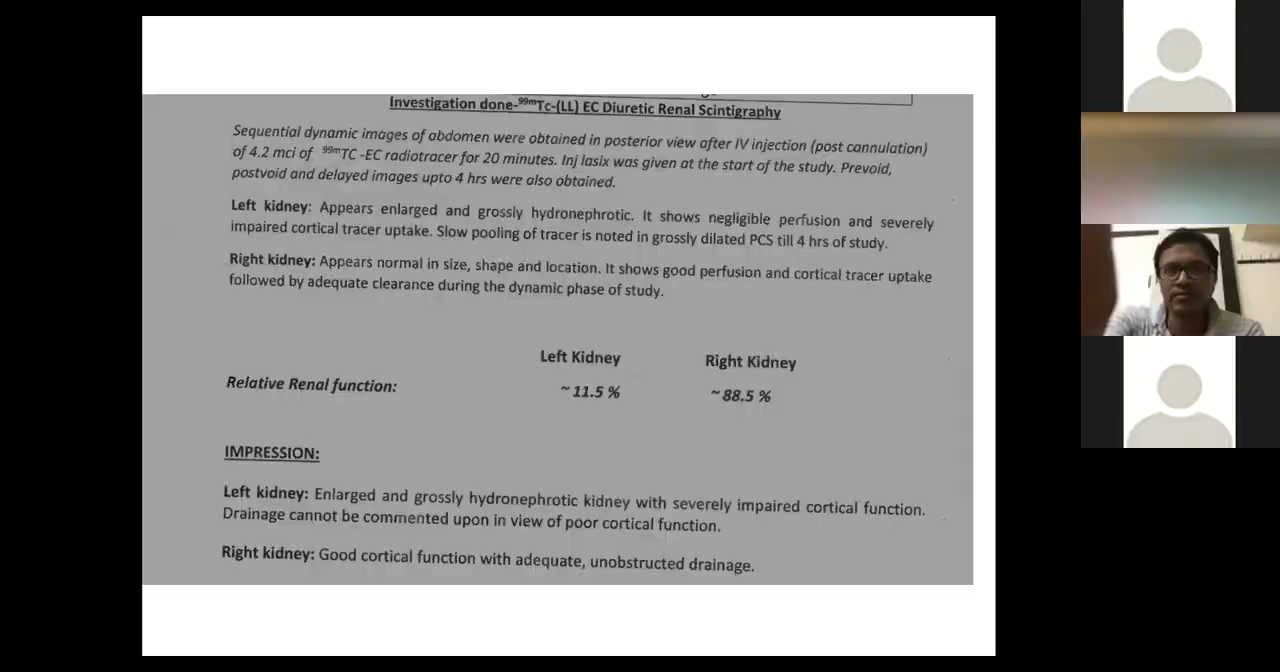 Investigation done-⁹⁹ᵐTc-(LL) EC Diuretic Renal Scintigraphy
Sequential dynamic images of abdomen were obtained in posterior view after IV injection (post cannulation)
of 4.2 mci of ⁹⁹ᵐTC -EC radiotracer for 20 minutes. Inj lasix was given at the start of the study. Prevoid,
postvoid and delayed images upto 4 hrs were also obtained.
Left kidney: Appears enlarged and grossly hydronephrotic. It shows negligible perfusion and severely
impaired cortical tracer uptake. Slow pooling of tracer is noted in grossly dilated PCS till 4 hrs of study.
Right kidney: Appears normal in size, shape and location. It shows good perfusion and cortical tracer uptake
followed by adequate clearance during the dynamic phase of study.
Left Kidney Right Kidney
Relative Renal function: ~ 11.5 % ~ 88.5 %
IMPRESSION:
Left kidney: Enlarged and grossly hydronephrotic kidney with severely impaired cortical function.
Drainage cannot be commented upon in view of poor cortical function.
Right kidney: Good cortical function with adequate, unobstructed drainage.